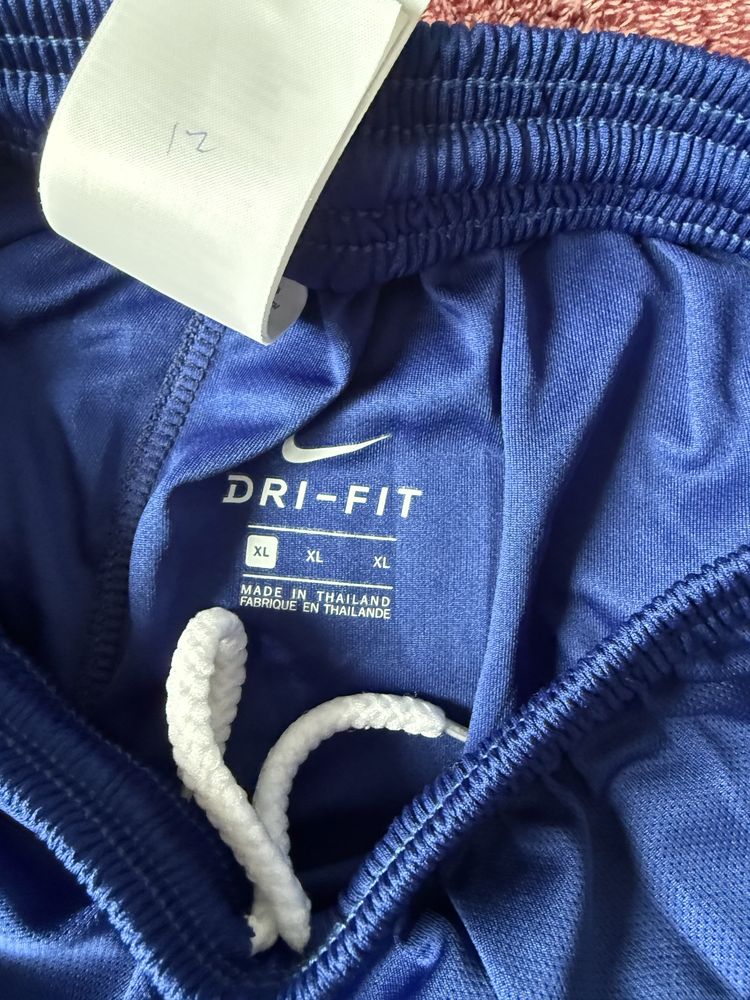 12
DRI-FIT
XL XL XL
MADE IN THAILAND
FABRIQUE EN THAILANDE